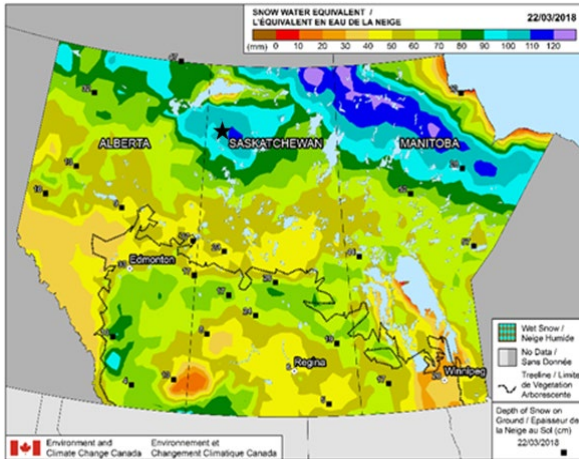 SNOW WATER EQUIVALENT /
L'ÉQUIVALENT EN EAU DE LA NEIGE
22/03/2018
(mm) 0 10 20 30 40 50 60 70 80 90 100 110 120
ALBERTA
SASKATCHEWAN
MANITOBA
Edmonton
Regina
Winnipeg
Wet Snow /
Neige Humide
No Data /
Sans Donnée
Treeline / Limite
de Vegetation
Arborescente
Depth of Snow on
Ground / Epaisseur de
la Neige au Sol (cm)
22/03/2018
Environment and
Climate Change Canada
Environnement et
Changement Climatique Canada